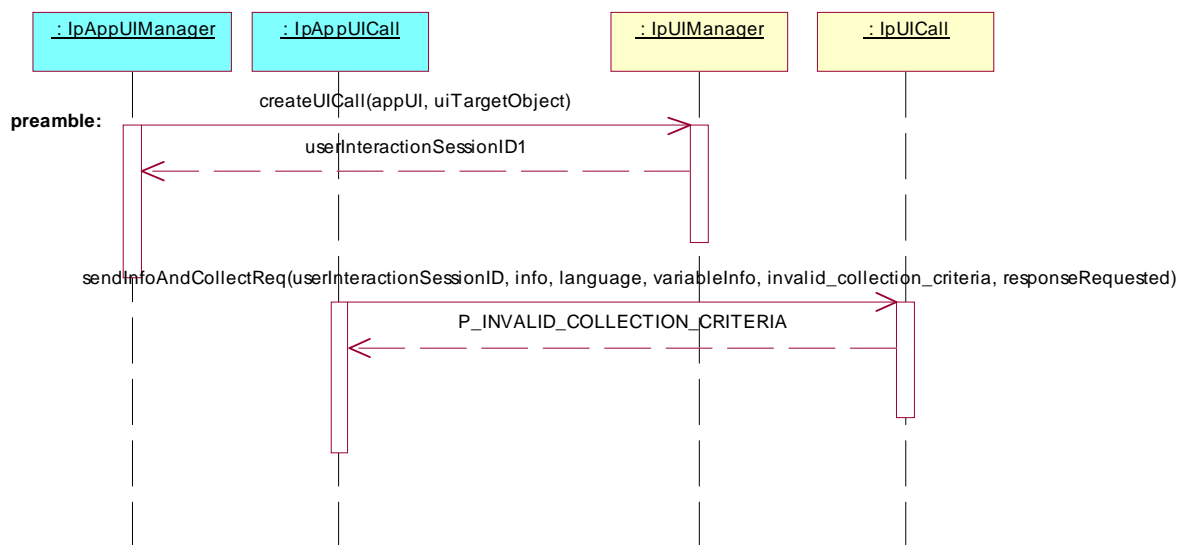 : IpAppUIManager
: IpAppUICall
: IpUIManager
: IpUICall
createUICall(appUI, uiTargetObject)
preamble:
userInteractionSessionID1
sendInfoAndCollectReq(userInteractionSessionID, info, language, variableInfo, invalid_collection_criteria, responseRequested)
P_INVALID_COLLECTION_CRITERIA